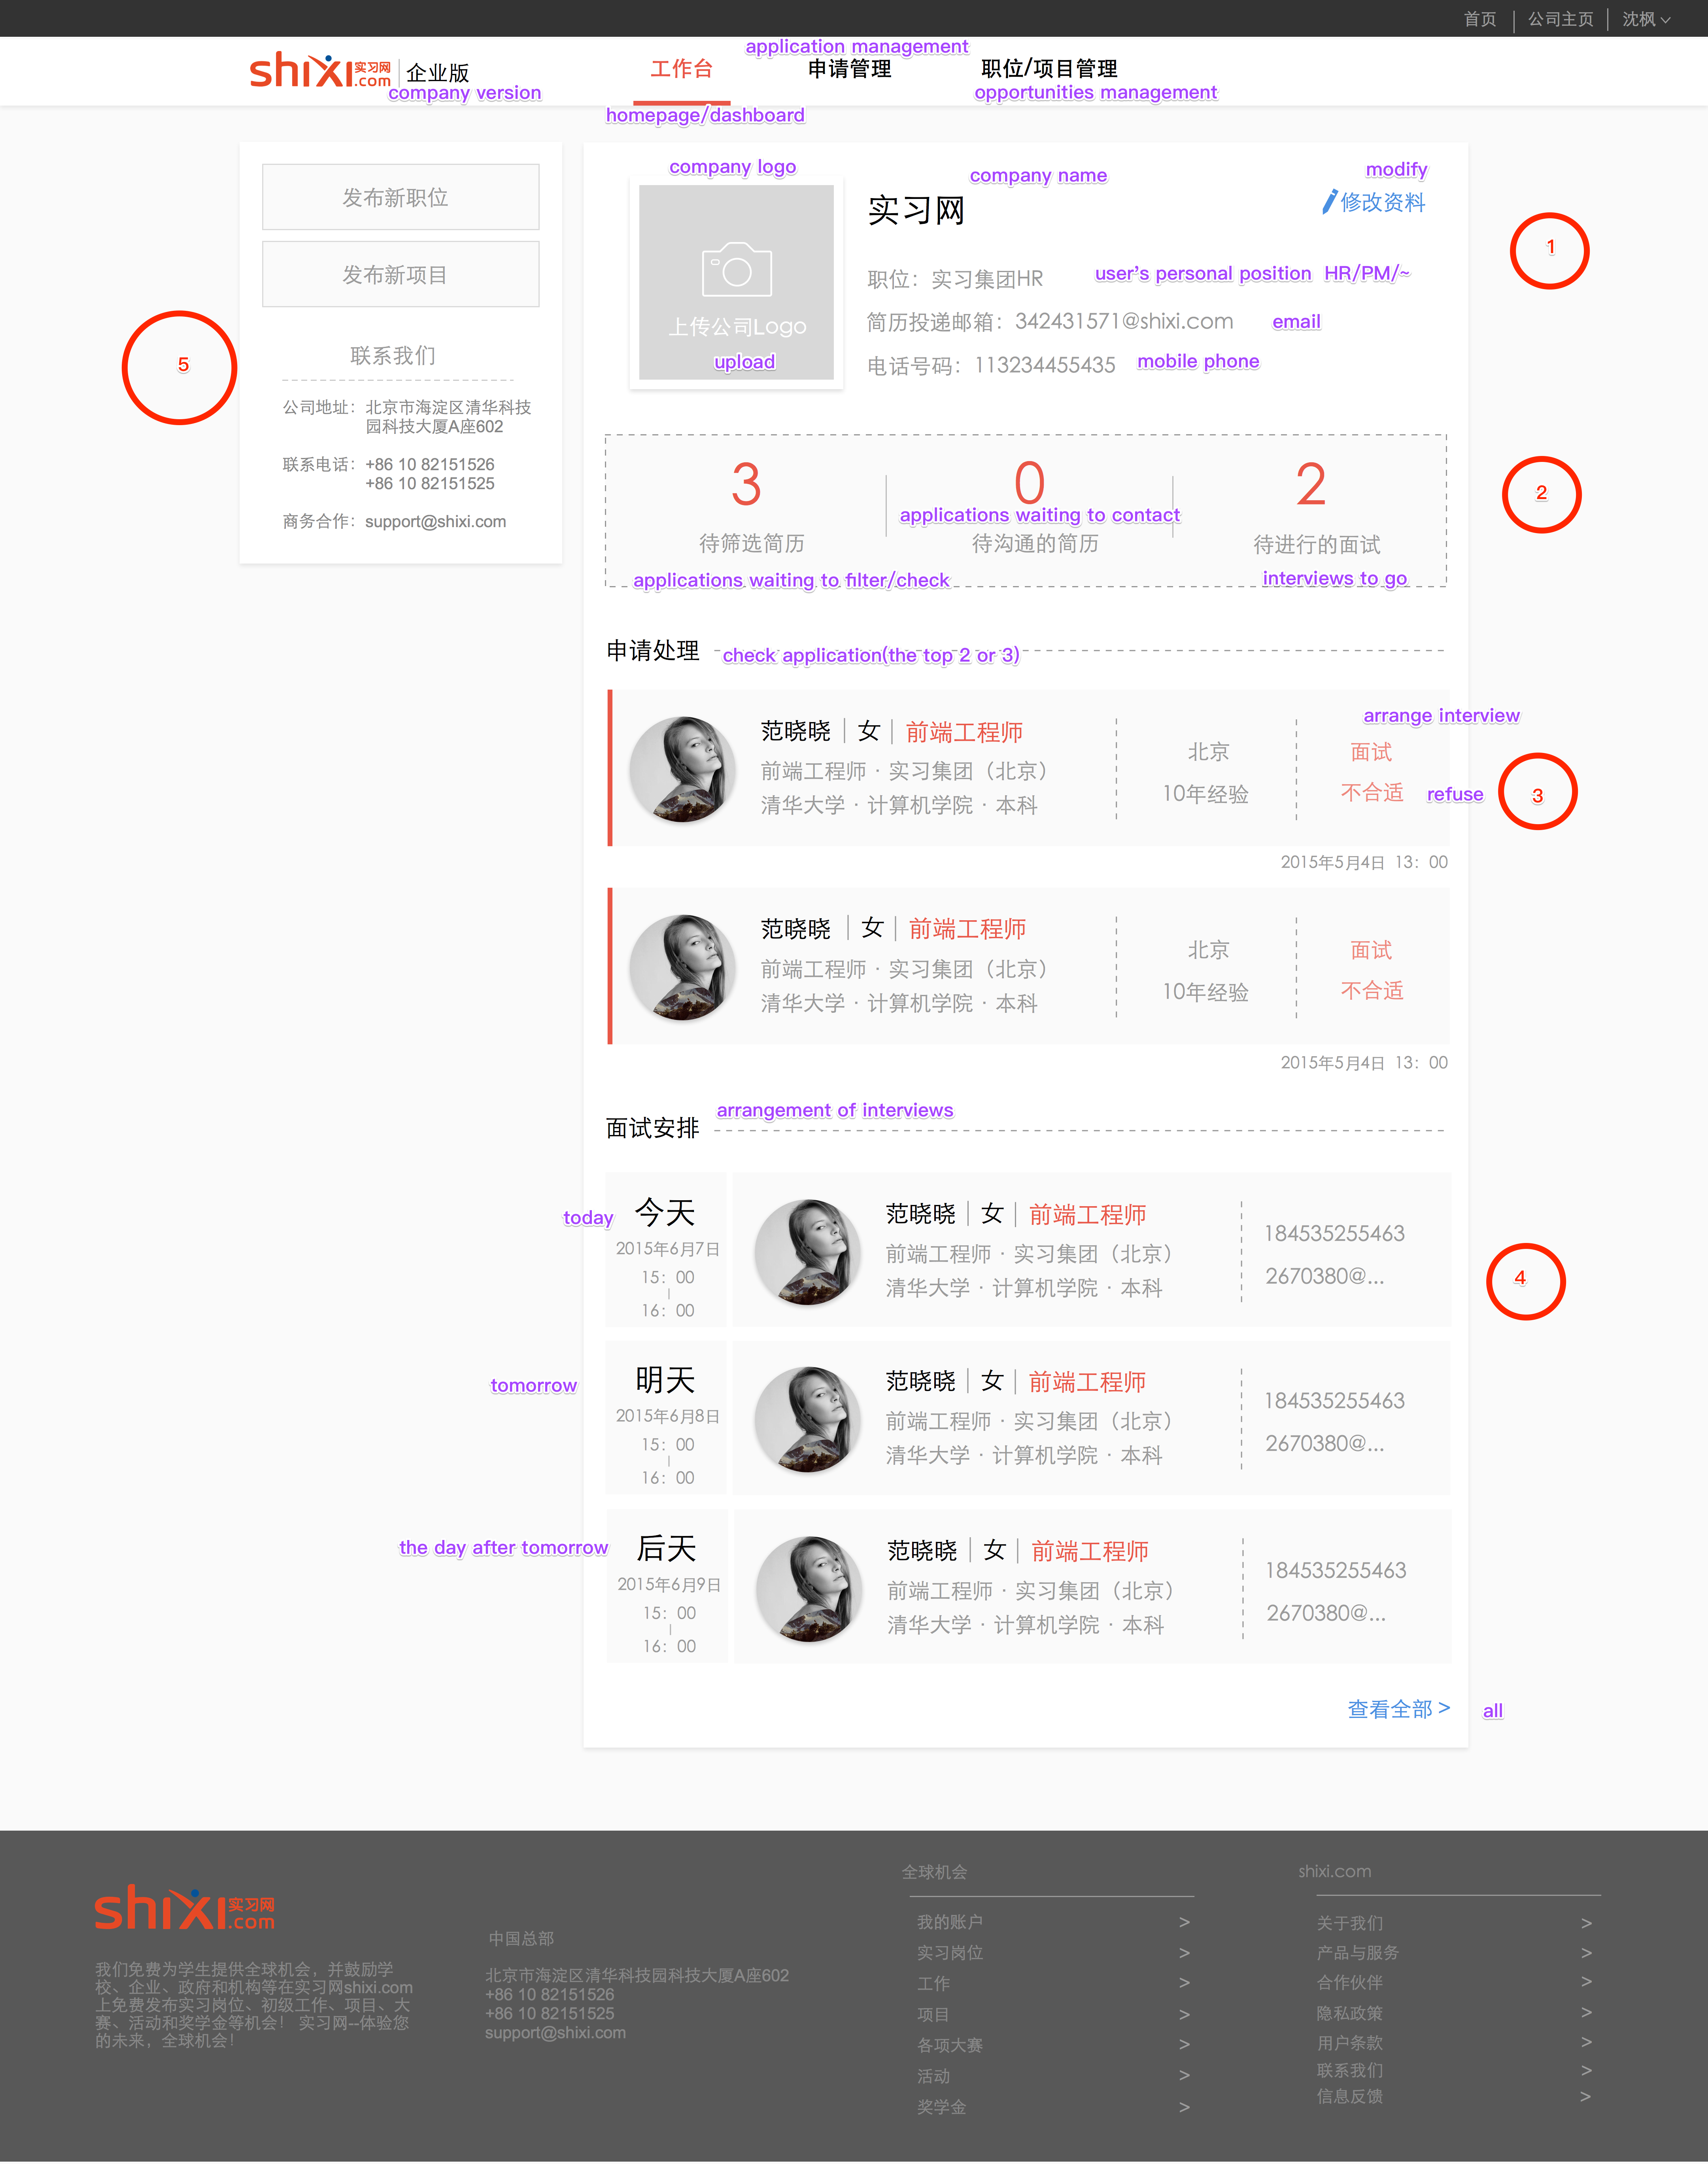 首页 | 公司主页 | 沈枫
shixi.com 实习网 | 企业版
company version
工作台
homepage/dashboard
application management
申请管理
职位/项目管理
opportunities management
发布新职位
发布新项目
5
联系我们
公司地址：北京市海淀区清华科技
园科技大厦A座602
联系电话：+86 10 82151526
+86 10 82151525
商务合作：support@shixi.com
company logo
上传公司Logo
upload
company name
实习网
modify
修改资料
1
职位：实习集团HR
user's personal position HR/PM/~
简历投递邮箱：342431571@shixi.com
email
电话号码：113234455435
mobile phone
3
待筛选简历
applications waiting to filter/check
0
applications waiting to contact
待沟通的简历
2
待进行的面试
interviews to go
2
申请处理
check application(the top 2 or 3)
范晓晓 | 女 | 前端工程师
前端工程师 · 实习集团（北京）
清华大学 · 计算机学院 · 本科
北京
10年经验
arrange interview
面试
不合适
refuse
3
2015年5月4日 13：00
范晓晓 | 女 | 前端工程师
前端工程师 · 实习集团（北京）
清华大学 · 计算机学院 · 本科
北京
10年经验
面试
不合适
2015年5月4日 13：00
面试安排
arrangement of interviews
today
今天
2015年6月7日
15：00
|
16：00
范晓晓 | 女 | 前端工程师
前端工程师 · 实习集团（北京）
清华大学 · 计算机学院 · 本科
184535255463
2670380@...
4
tomorrow
明天
2015年6月8日
15：00
|
16：00
范晓晓 | 女 | 前端工程师
前端工程师 · 实习集团（北京）
清华大学 · 计算机学院 · 本科
184535255463
2670380@...
the day after tomorrow
后天
2015年6月9日
15：00
|
16：00
范晓晓 | 女 | 前端工程师
前端工程师 · 实习集团（北京）
清华大学 · 计算机学院 · 本科
184535255463
2670380@...
查看全部 >
all
shixi.com 实习网
我们免费为学生提供全球机会，并鼓励学
校、企业、政府和机构等在实习网shixi.com
上免费发布实习岗位、初级工作、项目、大
赛、活动和奖学金等机会！ 实习网--体验您
的未来，全球机会！
中国总部
北京市海淀区清华科技园科技大厦A座602
+86 10 82151526
+86 10 82151525
support@shixi.com
全球机会
我的账户 >
实习岗位 >
工作 >
项目 >
各项大赛 >
活动 >
奖学金 >
shixi.com
关于我们 >
产品与服务 >
合作伙伴 >
隐私政策 >
用户条款 >
联系我们 >
信息反馈 >